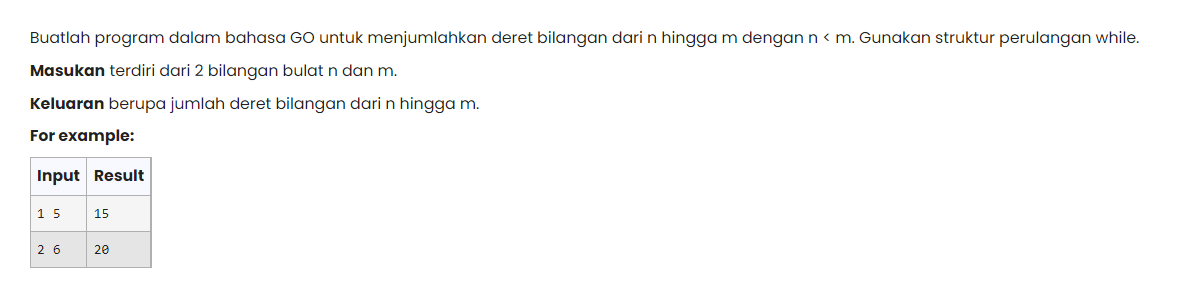 Buatlah program dalam bahasa GO untuk menjumlahkan deret bilangan dari n hingga m dengan n < m. Gunakan struktur perulangan while.
Masukan terdiri dari 2 bilangan bulat n dan m.
Keluaran berupa jumlah deret bilangan dari n hingga m.
For example:
Input Result
1 5 15
2 6 20